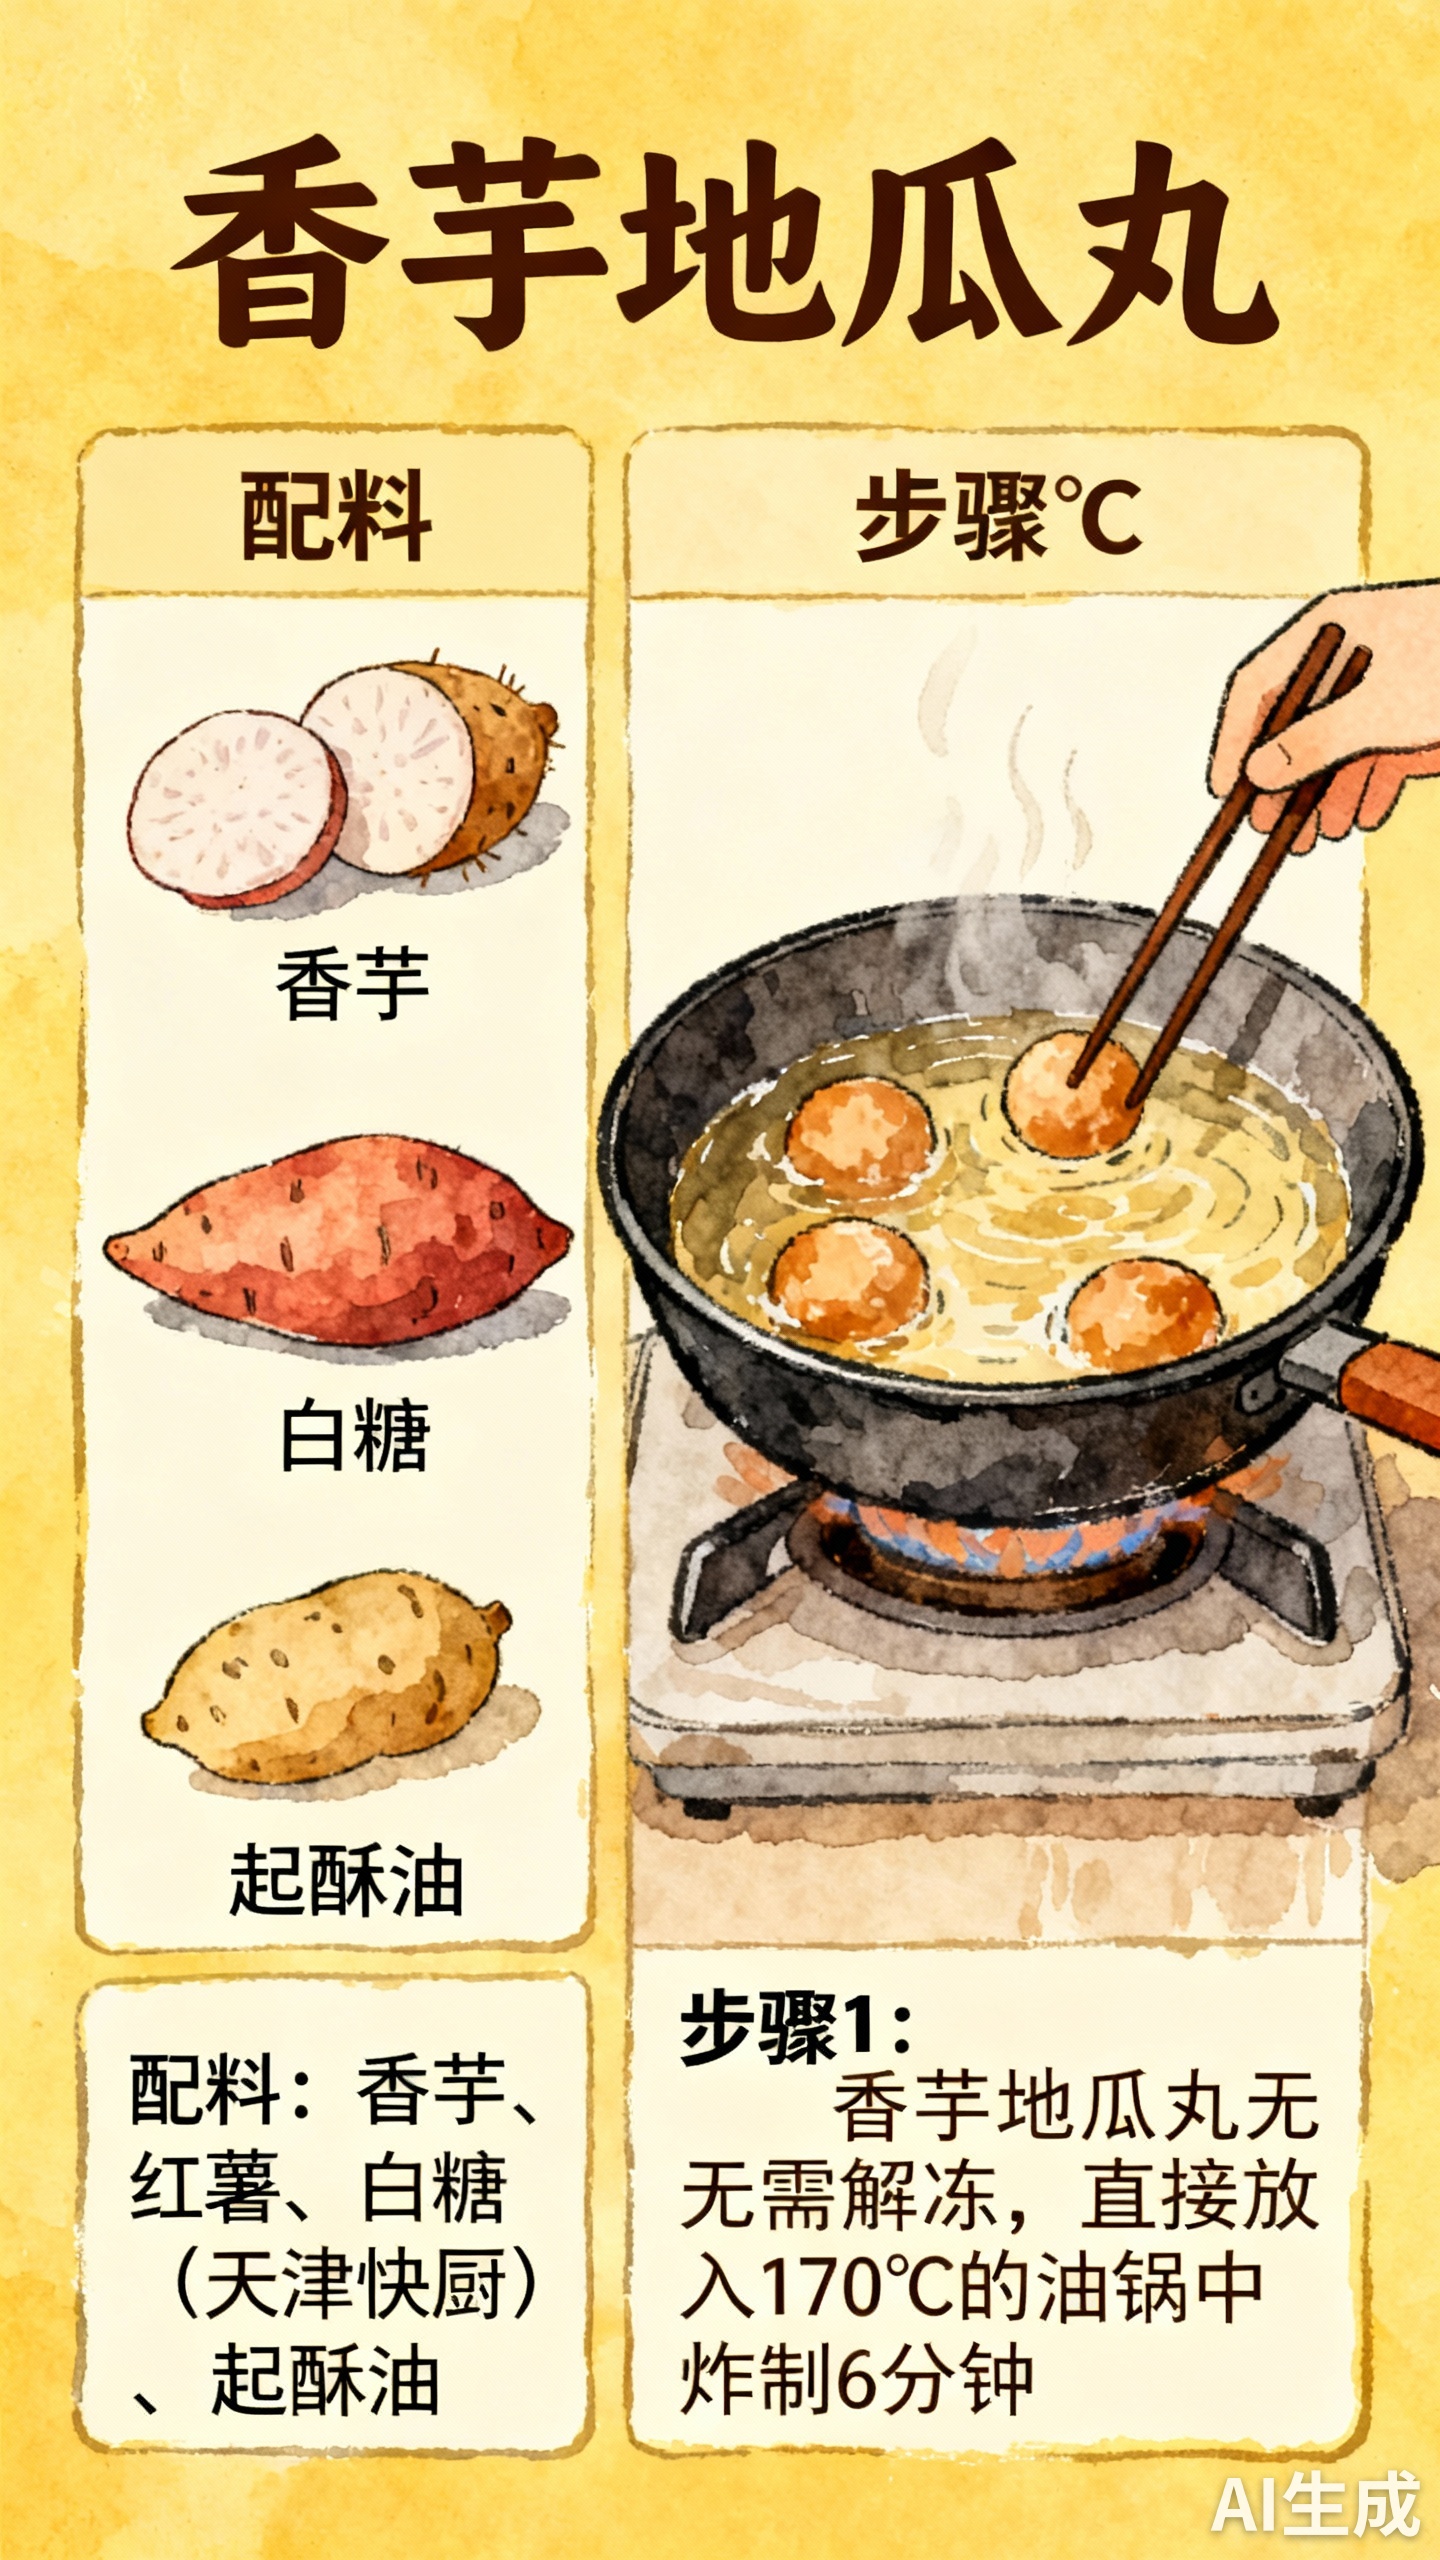 香芋地瓜丸
配料
香芋
白糖
起酥油
配料：香芋、
红薯、白糖
（天津快厨）
、起酥油
步骤℃
步骤1：
香芋地瓜丸无
无需解冻，直接放
入170℃的油锅中
炸制6分钟
AI生成